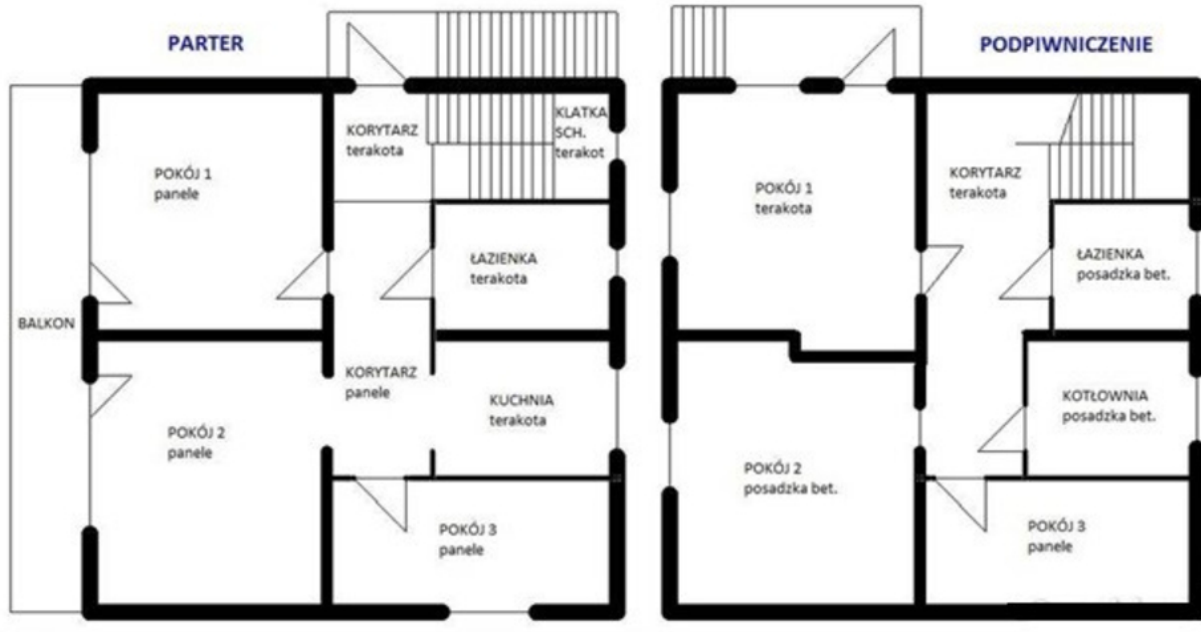 PARTER
KORYTARZ
terakota
KLATKA
SCH.
terakot
POKÓJ 1
panele
ŁAZIENKA
terakota
BALKON
KORYTARZ
panele
KUCHNIA
terakota
POKÓJ 2
panele
POKÓJ 3
panele
PODPIWNICZENIE
POKÓJ 1
terakota
KORYTARZ
terakota
ŁAZIENKA
posadzka bet.
KOTŁOWNIA
posadzka bet.
POKÓJ 2
posadzka bet.
POKÓJ 3
panele